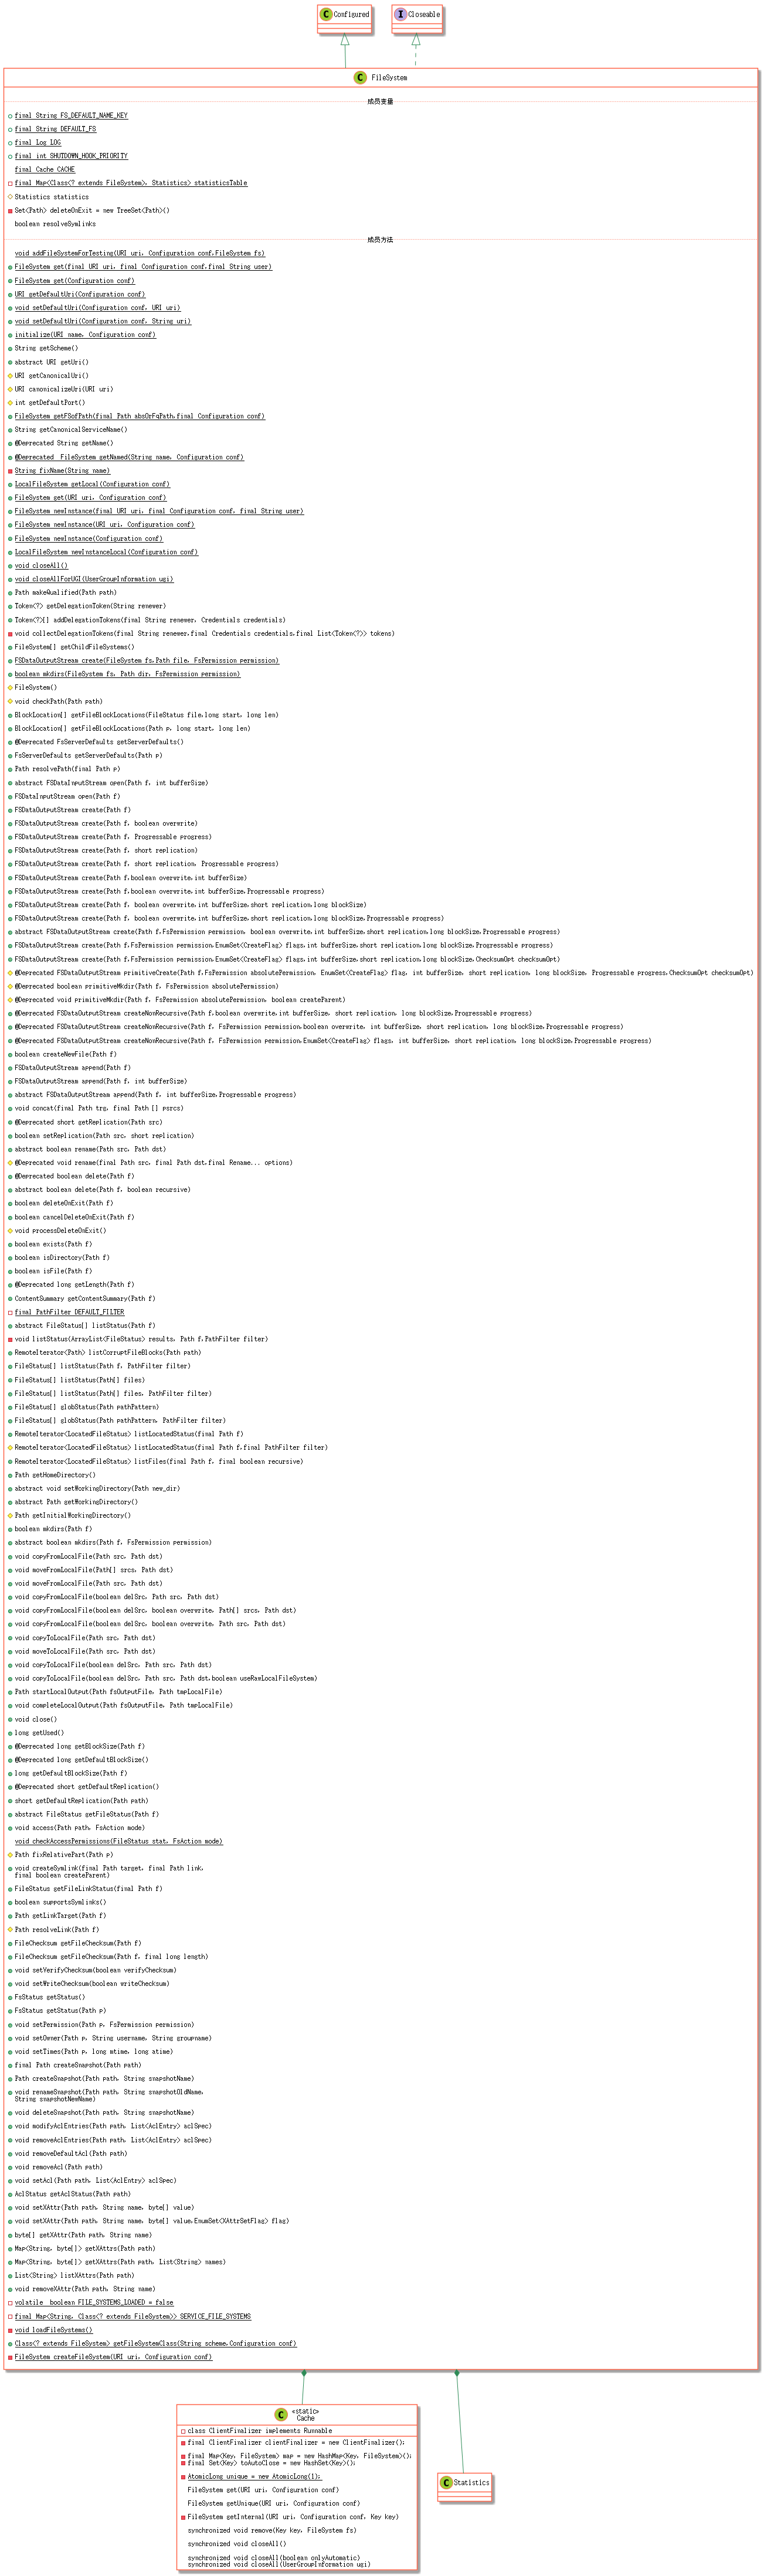 Configured
Closeable
FileSystem
成员变量
final String FS_DEFAULT_NAME_KEY
final String DEFAULT_FS
final Log LOG
final int SHUTDOWN_HOOK_PRIORITY
final Cache CACHE
final Map<Class<? extends FileSystem>, Statistics> statisticsTable
Statistics statistics
Set<Path> deleteOnExit = new TreeSet<Path>()
boolean resolveSymlinks
成员方法
void addFileSystemForTesting(URI uri, Configuration conf,FileSystem fs)
FileSystem get(final URI uri, final Configuration conf,final String user)
FileSystem get(Configuration conf)
URI getDefaultUri(Configuration conf)
void setDefaultUri(Configuration conf, URI uri)
void setDefaultUri(Configuration conf, String uri)
initialize(URI name, Configuration conf)
String getScheme()
abstract URI getUri()
URI getCanonicalUri()
URI canonicalizeUri(URI uri)
int getDefaultPort()
FileSystem getFSofPath(final Path absOrFqPath,final Configuration conf)
String getCanonicalServiceName()
@Deprecated String getName()
@Deprecated  FileSystem getNamed(String name, Configuration conf)
String fixName(String name)
LocalFileSystem getLocal(Configuration conf)
FileSystem get(URI uri, Configuration conf)
FileSystem newInstance(final URI uri, final Configuration conf, final String user)
FileSystem newInstance(URI uri, Configuration conf)
FileSystem newInstance(Configuration conf)
LocalFileSystem newInstanceLocal(Configuration conf)
void closeAll()
void closeAllForUGI(UserGroupInformation ugi)
Path makeQualified(Path path)
Token<?> getDelegationToken(String renewer)
Token<?>[] addDelegationTokens(final String renewer, Credentials credentials)
void collectDelegationTokens(final String renewer,final Credentials credentials,final List<Token<?>> tokens)
FileSystem[] getChildFileSystems()
FSDataOutputStream create(FileSystem fs,Path file, FsPermission permission)
boolean mkdirs(FileSystem fs, Path dir, FsPermission permission)
FileSystem()
void checkPath(Path path)
BlockLocation[] getFileBlockLocations(FileStatus file,long start, long len)
BlockLocation[] getFileBlockLocations(Path p, long start, long len)
@Deprecated FsServerDefaults getServerDefaults()
FsServerDefaults getServerDefaults(Path p)
Path resolvePath(final Path p)
abstract FSDataInputStream open(Path f, int bufferSize)
FSDataInputStream open(Path f)
FSDataOutputStream create(Path f)
FSDataOutputStream create(Path f, boolean overwrite)
FSDataOutputStream create(Path f, Progressable progress)
FSDataOutputStream create(Path f, short replication)
FSDataOutputStream create(Path f, short replication, Progressable progress)
FSDataOutputStream create(Path f,boolean overwrite,int bufferSize)
FSDataOutputStream create(Path f,boolean overwrite,int bufferSize,Progressable progress)
FSDataOutputStream create(Path f, boolean overwrite,int bufferSize,short replication,long blockSize)
FSDataOutputStream create(Path f, boolean overwrite,int bufferSize,short replication,long blockSize,Progressable progress)
abstract FSDataOutputStream create(Path f,FsPermission permission, boolean overwrite,int bufferSize,short replication,long blockSize,Progressable progress)
FSDataOutputStream create(Path f,FsPermission permission,EnumSet<CreateFlag> flags,int bufferSize,short replication,long blockSize,Progressable progress)
FSDataOutputStream create(Path f,FsPermission permission,EnumSet<CreateFlag> flags,int bufferSize,short replication,long blockSize,ChecksumOpt checksumOpt)
@Deprecated FSDataOutputStream primitiveCreate(Path f,FsPermission absolutePermission, EnumSet<CreateFlag> flag, int bufferSize, short replication, long blockSize, Progressable progress,ChecksumOpt checksumOpt)
@Deprecated boolean primitiveMkdir(Path f, FsPermission absolutePermission)
@Deprecated void primitiveMkdir(Path f, FsPermission absolutePermission, boolean createParent)
@Deprecated FSDataOutputStream createNonRecursive(Path f,boolean overwrite,int bufferSize, short replication, long blockSize,Progressable progress)
@Deprecated FSDataOutputStream createNonRecursive(Path f, FsPermission permission,boolean overwrite, int bufferSize, short replication, long blockSize,Progressable progress)
@Deprecated FSDataOutputStream createNonRecursive(Path f, FsPermission permission,EnumSet<CreateFlag> flags, int bufferSize, short replication, long blockSize,Progressable progress)
boolean createNewFile(Path f)
FSDataOutputStream append(Path f)
FSDataOutputStream append(Path f, int bufferSize)
abstract FSDataOutputStream append(Path f, int bufferSize,Progressable progress)
void concat(final Path trg, final Path [] psrcs)
@Deprecated short getReplication(Path src)
boolean setReplication(Path src, short replication)
abstract boolean rename(Path src, Path dst)
@Deprecated void rename(final Path src, final Path dst,final Rename... options)
@Deprecated boolean delete(Path f)
abstract boolean delete(Path f, boolean recursive)
boolean deleteOnExit(Path f)
boolean cancelDeleteOnExit(Path f)
void processDeleteOnExit()
boolean exists(Path f)
boolean isDirectory(Path f)
boolean isFile(Path f)
@Deprecated long getLength(Path f)
ContentSummary getContentSummary(Path f)
final PathFilter DEFAULT_FILTER
abstract FileStatus[] listStatus(Path f)
void listStatus(ArrayList<FileStatus> results, Path f,PathFilter filter)
RemoteIterator<Path> listCorruptFileBlocks(Path path)
FileStatus[] listStatus(Path f, PathFilter filter)
FileStatus[] listStatus(Path[] files)
FileStatus[] listStatus(Path[] files, PathFilter filter)
FileStatus[] globStatus(Path pathPattern)
FileStatus[] globStatus(Path pathPattern, PathFilter filter)
RemoteIterator<LocatedFileStatus> listLocatedStatus(final Path f)
RemoteIterator<LocatedFileStatus> listLocatedStatus(final Path f,final PathFilter filter)
RemoteIterator<LocatedFileStatus> listFiles(final Path f, final boolean recursive)
Path getHomeDirectory()
abstract void setWorkingDirectory(Path new_dir)
abstract Path getWorkingDirectory()
Path getInitialWorkingDirectory()
boolean mkdirs(Path f)
abstract boolean mkdirs(Path f, FsPermission permission)
void copyFromLocalFile(Path src, Path dst)
void moveFromLocalFile(Path[] srcs, Path dst)
void moveFromLocalFile(Path src, Path dst)
void copyFromLocalFile(boolean delSrc, Path src, Path dst)
void copyFromLocalFile(boolean delSrc, boolean overwrite, Path[] srcs, Path dst)
void copyFromLocalFile(boolean delSrc, boolean overwrite, Path src, Path dst)
void copyToLocalFile(Path src, Path dst)
void moveToLocalFile(Path src, Path dst)
void copyToLocalFile(boolean delSrc, Path src, Path dst)
void copyToLocalFile(boolean delSrc, Path src, Path dst,boolean useRawLocalFileSystem)
Path startLocalOutput(Path fsOutputFile, Path tmpLocalFile)
void completeLocalOutput(Path fsOutputFile, Path tmpLocalFile)
void close()
long getUsed()
@Deprecated long getBlockSize(Path f)
@Deprecated long getDefaultBlockSize()
long getDefaultBlockSize(Path f)
@Deprecated short getDefaultReplication()
short getDefaultReplication(Path path)
abstract FileStatus getFileStatus(Path f)
void access(Path path, FsAction mode)
void checkAccessPermissions(FileStatus stat, FsAction mode)
Path fixRelativePart(Path p)
void createSymlink(final Path target, final Path link,
final boolean createParent)
FileStatus getFileLinkStatus(final Path f)
boolean supportsSymlinks()
Path getLinkTarget(Path f)
Path resolveLink(Path f)
FileChecksum getFileChecksum(Path f)
FileChecksum getFileChecksum(Path f, final long length)
void setVerifyChecksum(boolean verifyChecksum)
void setWriteChecksum(boolean writeChecksum)
FsStatus getStatus()
FsStatus getStatus(Path p)
void setPermission(Path p, FsPermission permission)
void setOwner(Path p, String username, String groupname)
void setTimes(Path p, long mtime, long atime)
final Path createSnapshot(Path path)
Path createSnapshot(Path path, String snapshotName)
void renameSnapshot(Path path, String snapshotOldName,
String snapshotNewName)
void deleteSnapshot(Path path, String snapshotName)
void modifyAclEntries(Path path, List<AclEntry> aclSpec)
void removeAclEntries(Path path, List<AclEntry> aclSpec)
void removeDefaultAcl(Path path)
void removeAcl(Path path)
void setAcl(Path path, List<AclEntry> aclSpec)
AclStatus getAclStatus(Path path)
void setXAttr(Path path, String name, byte[] value)
void setXAttr(Path path, String name, byte[] value,EnumSet<XAttrSetFlag> flag)
byte[] getXAttr(Path path, String name)
Map<String, byte[]> getXAttrs(Path path)
Map<String, byte[]> getXAttrs(Path path, List<String> names)
List<String> listXAttrs(Path path)
void removeXAttr(Path path, String name)
volatile  boolean FILE_SYSTEMS_LOADED = false
final Map<String, Class<? extends FileSystem>> SERVICE_FILE_SYSTEMS
void loadFileSystems()
Class<? extends FileSystem> getFileSystemClass(String scheme,Configuration conf)
FileSystem createFileSystem(URI uri, Configuration conf)
«static»
Cache
class ClientFinalizer implements Runnable
final ClientFinalizer clientFinalizer = new ClientFinalizer();
final Map<Key, FileSystem> map = new HashMap<Key, FileSystem>();
final Set<Key> toAutoClose = new HashSet<Key>();
AtomicLong unique = new AtomicLong(1);
FileSystem get(URI uri, Configuration conf)
FileSystem getUnique(URI uri, Configuration conf)
FileSystem getInternal(URI uri, Configuration conf, Key key)
synchronized void remove(Key key, FileSystem fs)
synchronized void closeAll()
synchronized void closeAll(boolean onlyAutomatic)
synchronized void closeAll(UserGroupInformation ugi)
Statistics